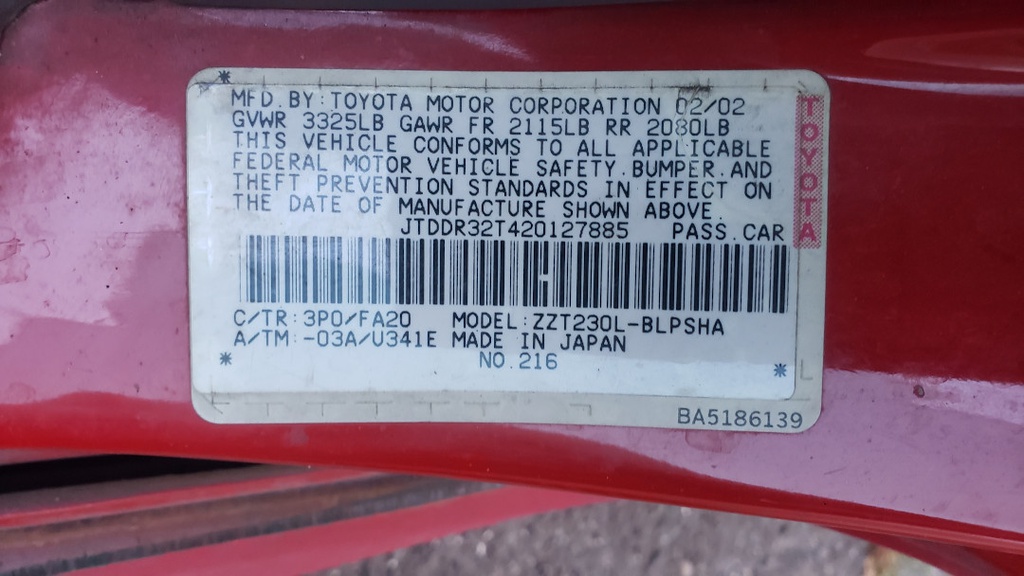 MFD.BY:TOYOTA MOTOR CORPORATION 02/02
GVWR 3325LB GAWR FR 2115LB RR 2080LB
THIS VEHICLE CONFORMS TO ALL APPLICABLE
FEDERAL MOTOR VEHICLE SAFETY.BUMPER.AND
THEFT PREVENTION STANDARDS IN EFFECT ON
THE DATE OF MANUFACTURE SHOWN ABOVE.
JTDDR32T420127885 PASS.CAR
TOYOTA
C/TR:3P0/FA20 MODEL:ZZT230L-BLPSHA
A/TM:-03A/U341E MADE IN JAPAN
NO.216
BA5186139